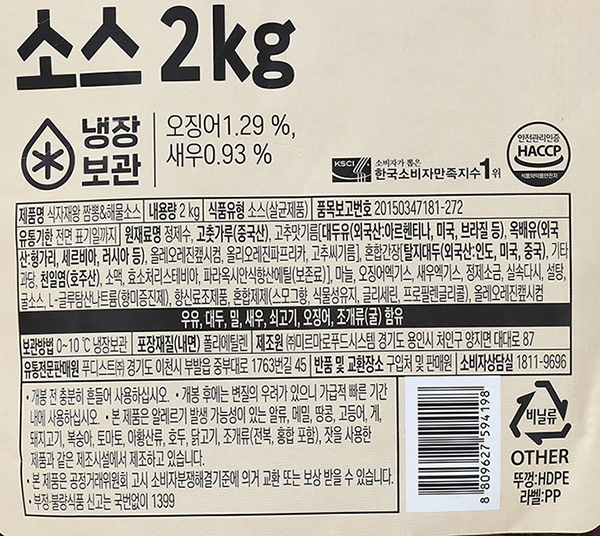 소스 2kg
냉장
보관
오징어1.29 %,
새우0.93 %
KSCI 소비자가 뽑은
한국소비자만족지수1위
안전관리인증
HACCP
식품의약품안전처
제품명 식자재왕 짬뽕&해물소스 내용량 2 kg 식품유형 소스(살균제품) 품목보고번호 20150347181-272
유통기한 전면 표기일까지 원재료명 정제수, 고춧가루(중국산), 고추맛기름[대두유(외국산:아르헨티나, 미국, 브라질 등), 옥배유(외국
산:헝가리, 세르비아, 러시아 등), 올레오레진캪시컴, 올리오레진파프리카, 고추씨기름], 혼합간장[탈지대두(외국산:인도, 미국, 중국), 기타
과당, 천일염(호주산), 소맥, 효소처리스테비아, 파라옥시안식향산에틸(보존료)], 마늘, 오징어엑기스, 새우엑기스, 정제소금, 실속다시, 설탕,
굴소스, L-글루탐산나트륨(향미증진제), 향신료조제품, 혼합제제(스모그향, 식물성유지, 글리세린, 프로필렌글리콜), 올레오레진캪시컴
우유, 대두, 밀, 새우, 쇠고기, 오징어, 조개류(굴) 함유
보관방법 0~10 ℃ 냉장보관 포장재질(내면) 폴리에틸렌 제조원 ㈜미르마로푸드시스템 경기도 용인시 처인구 양지면 대대로 87
유통전문판매원 푸디스트㈜ 경기도 이천시 부발읍 중부대로 1763번길 45 반품 및 교환장소 구입처 및 판매원 소비자상담실 1811-9696
• 개봉 전 충분히 흔들어 사용하십시오. • 개봉 후에는 변질의 우려가 있으니 가급적 빠른 기간
내에 사용하십시오. • 본 제품은 알레르기 발생 가능성이 있는 알류, 메밀, 땅콩, 고등어, 게,
돼지고기, 복숭아, 토마토, 아황산류, 호두, 닭고기, 조개류(전복, 홍합 포함), 잣을 사용한
제품과 같은 제조시설에서 제조하고 있습니다.
• 본 제품은 공정거래위원회 고시 소비자분쟁해결기준에 의거 교환 또는 보상 받을 수 있습니다.
• 부정·불량식품 신고는 국번없이 1399
8 809627 594198
비닐류
OTHER
뚜껑:HDPE
라벨:PP